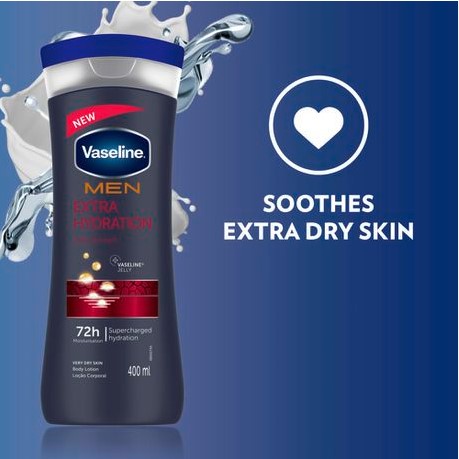 NEW
Vaseline.
MEN
EXTRA
HYDRATION
VASELINE®
JELLY
72h
Moisturisation
Supercharged
hydration
VERY DRY SKIN
Body Lotion
Loção Corporal
400 ml
SOOTHES
EXTRA DRY SKIN